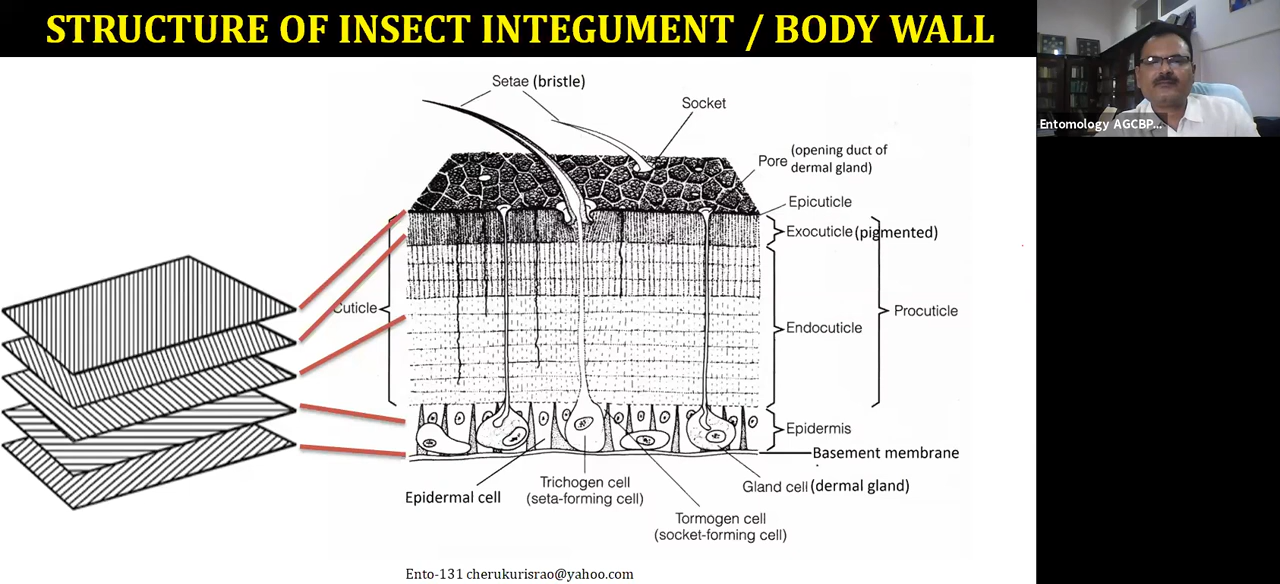 STRUCTURE OF INSECT INTEGUMENT / BODY WALL
Entomology AGCBP...
Setae (bristle)
Socket
Pore (opening duct of
dermal gland)
Epicuticle
Exocuticle (pigmented)
Cuticle
Procuticle
Endocuticle
Epidermis
Basement membrane
Epidermal cell
Trichogen cell
(seta-forming cell)
Gland cell (dermal gland)
Tormogen cell
(socket-forming cell)
Ento-131 cherukurisrao@yahoo.com